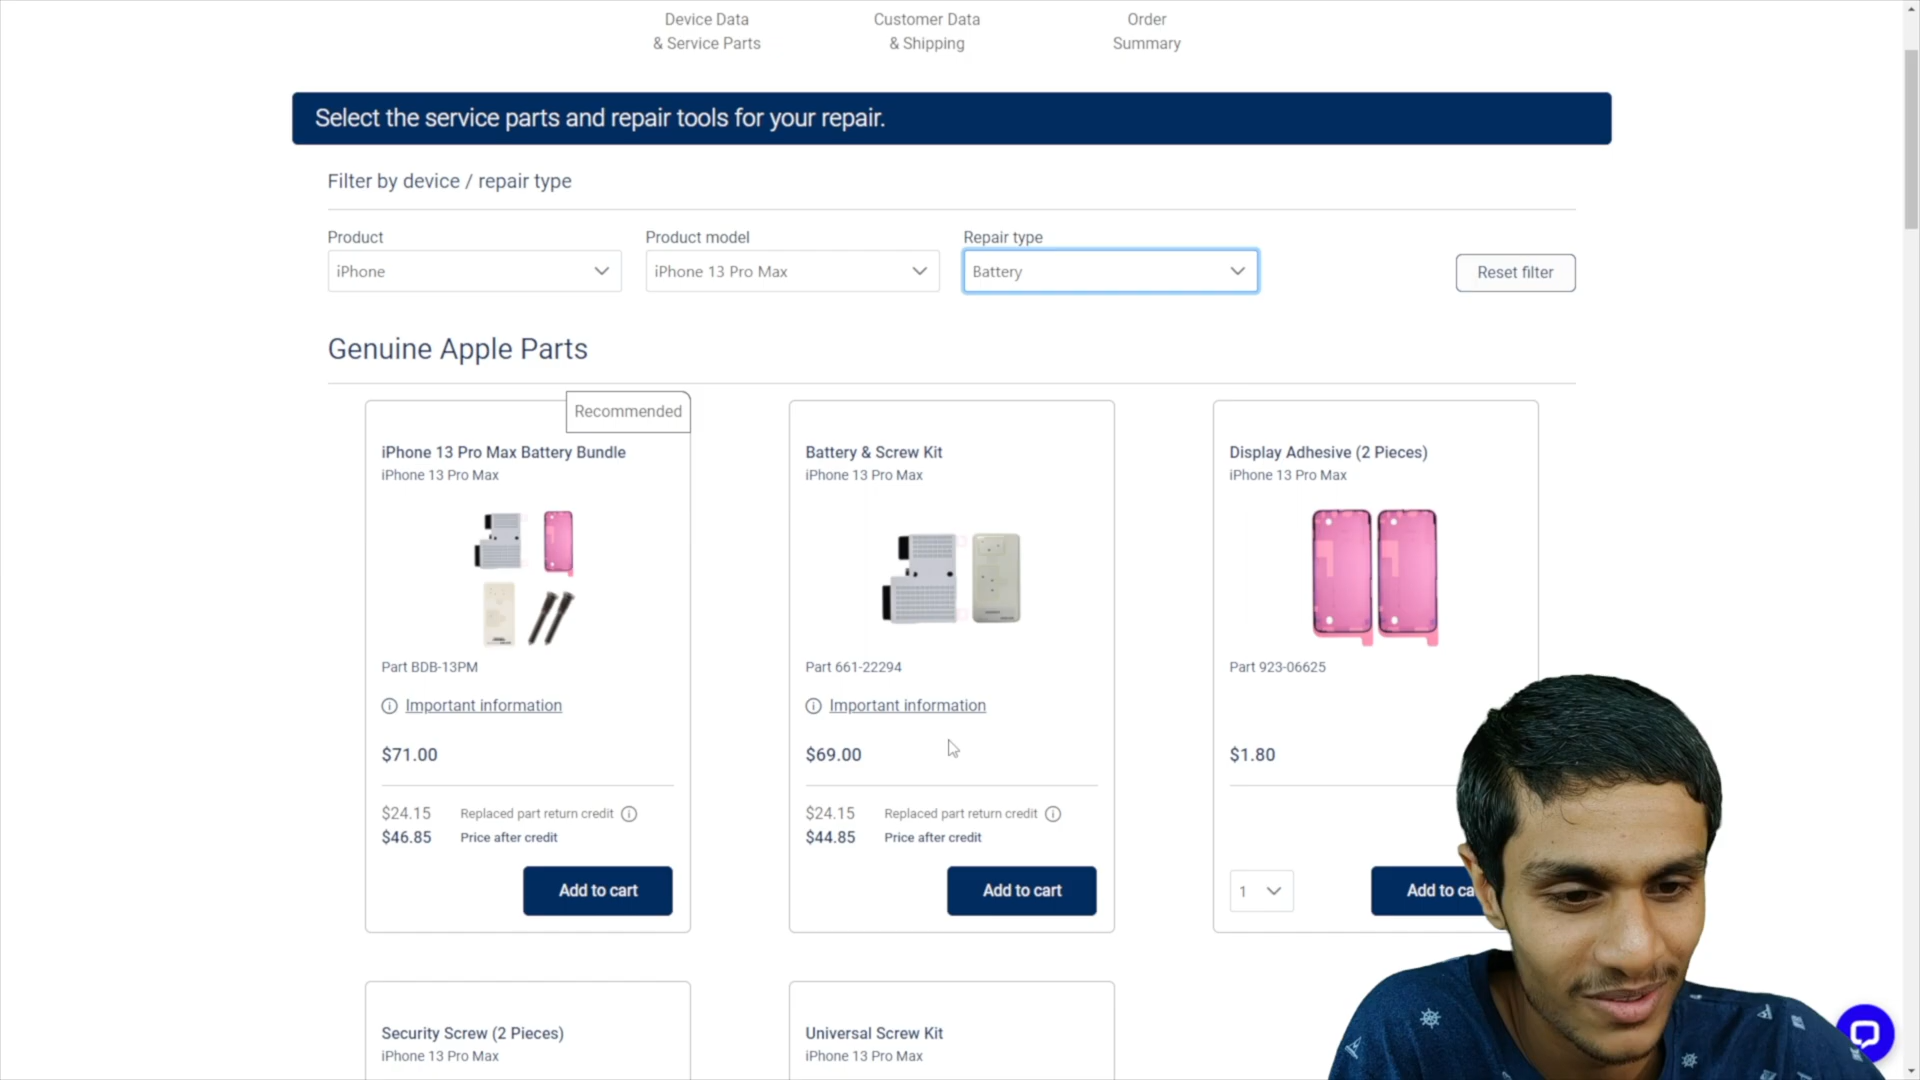 Device Data
& Service Parts
Customer Data
& Shipping
Order
Summary
Select the service parts and repair tools for your repair.
Filter by device / repair type
Product
Product model
Repair type
iPhone
iPhone 13 Pro Max
Battery
Reset filter
Genuine Apple Parts
Recommended
iPhone 13 Pro Max Battery Bundle
iPhone 13 Pro Max
Part BDB-13PM
Important information
$71.00
$24.15 Replaced part return credit
$46.85 Price after credit
Add to cart
Battery & Screw Kit
iPhone 13 Pro Max
Part 661-22294
Important information
$69.00
$24.15 Replaced part return credit
$44.85 Price after credit
Add to cart
Display Adhesive (2 Pieces)
iPhone 13 Pro Max
Part 923-06625
$1.80
1
Add to ca
Security Screw (2 Pieces)
iPhone 13 Pro Max
Universal Screw Kit
iPhone 13 Pro Max